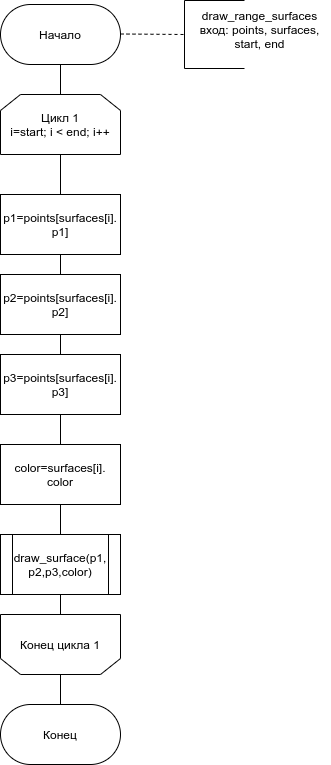 Начало
draw_range_surfaces
вход: points, surfaces,
start, end
Цикл 1
i=start; i < end; i++
p1=points[surfaces[i].
p1]
p2=points[surfaces[i].
p2]
p3=points[surfaces[i].
p3]
color=surfaces[i].
color
draw_surface(p1,
p2,p3,color)
Конец цикла 1
Конец